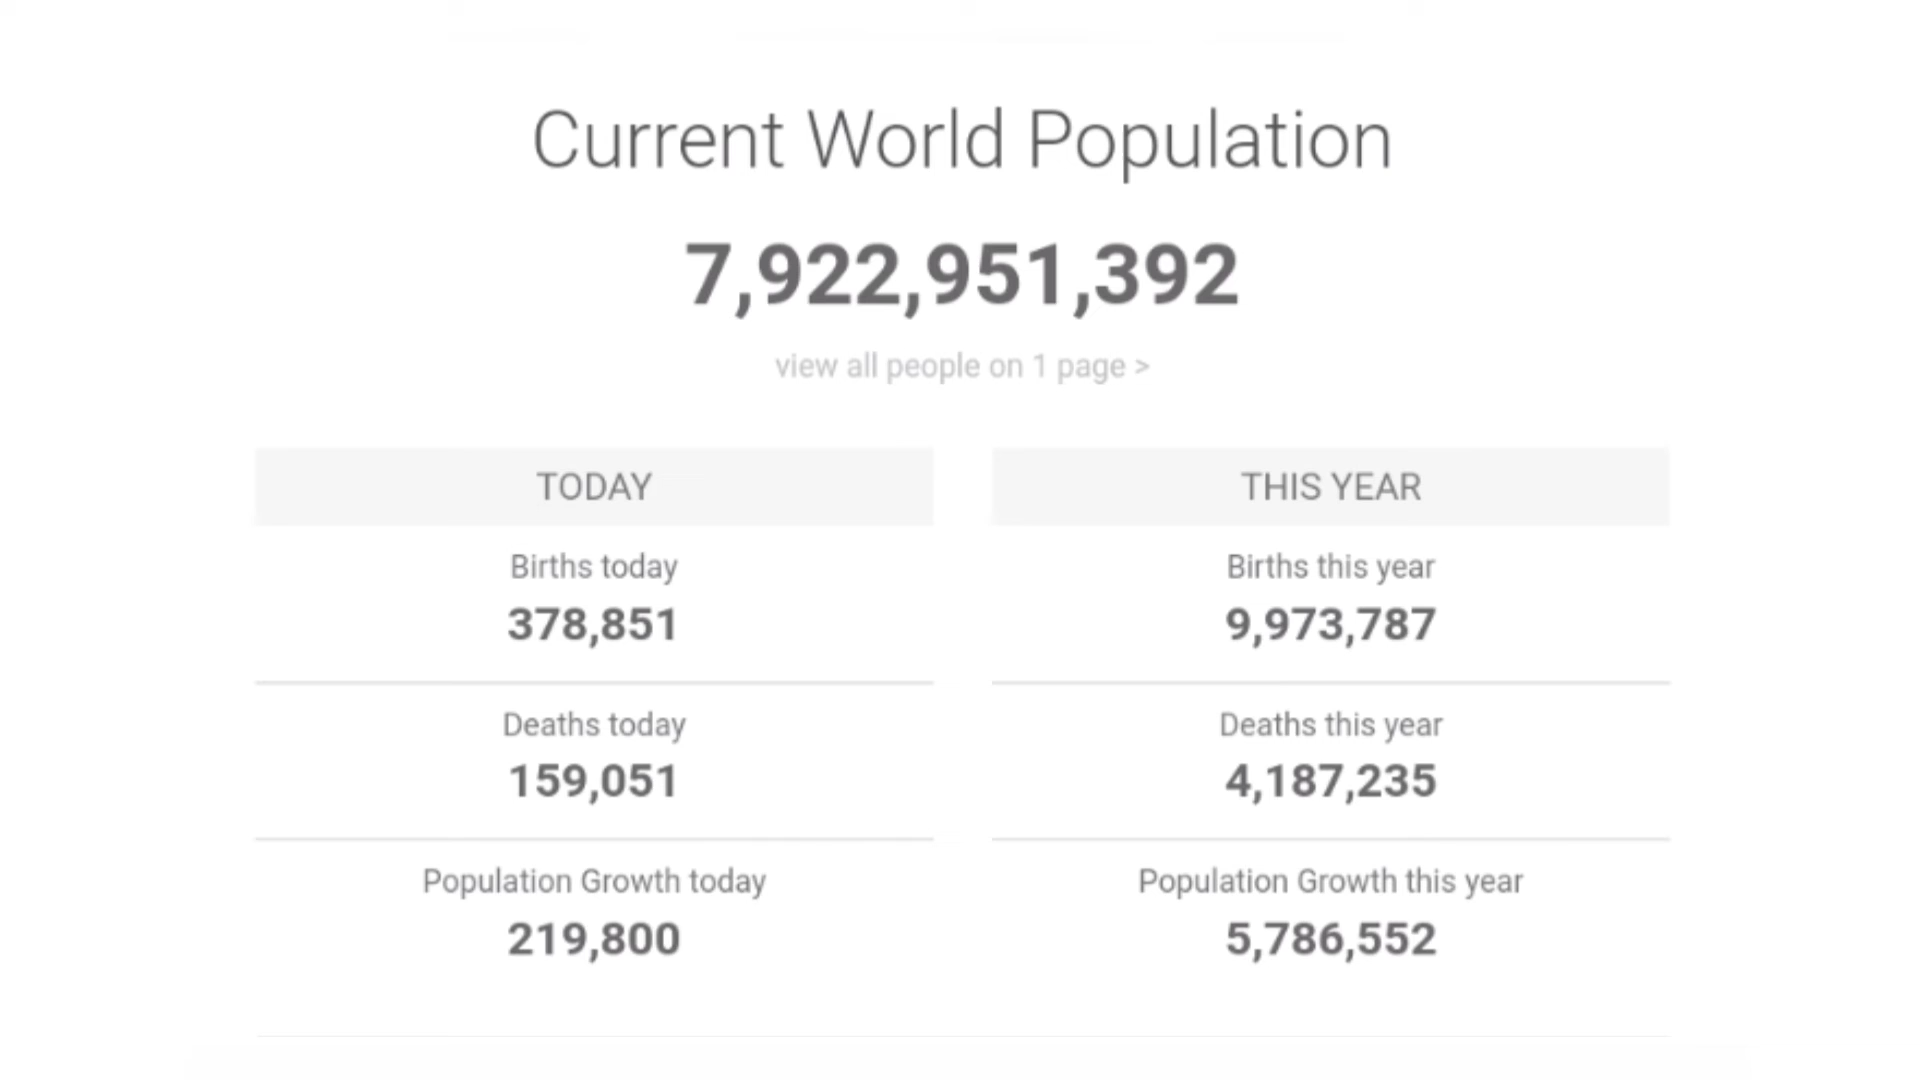 Current World Population
7,922,951,392
view all people on 1 page >
TODAY
Births today
378,851
Deaths today
159,051
Population Growth today
219,800
THIS YEAR
Births this year
9,973,787
Deaths this year
4,187,235
Population Growth this year
5,786,552